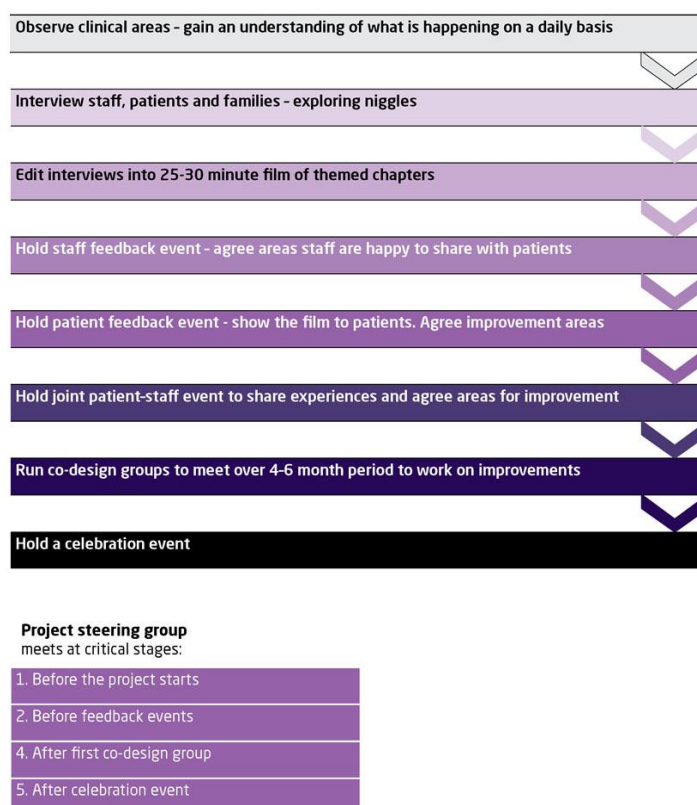 Observe clinical areas – gain an understanding of what is happening on a daily basis
Interview staff, patients and families – exploring niggles
Edit interviews into 25-30 minute film of themed chapters
Hold staff feedback event – agree areas staff are happy to share with patients
Hold patient feedback event - show the film to patients. Agree improvement areas
Hold joint patient–staff event to share experiences and agree areas for improvement
Run co-design groups to meet over 4–6 month period to work on improvements
Hold a celebration event
Project steering group
meets at critical stages:
1. Before the project starts
2. Before feedback events
4. After first co-design group
5. After celebration event